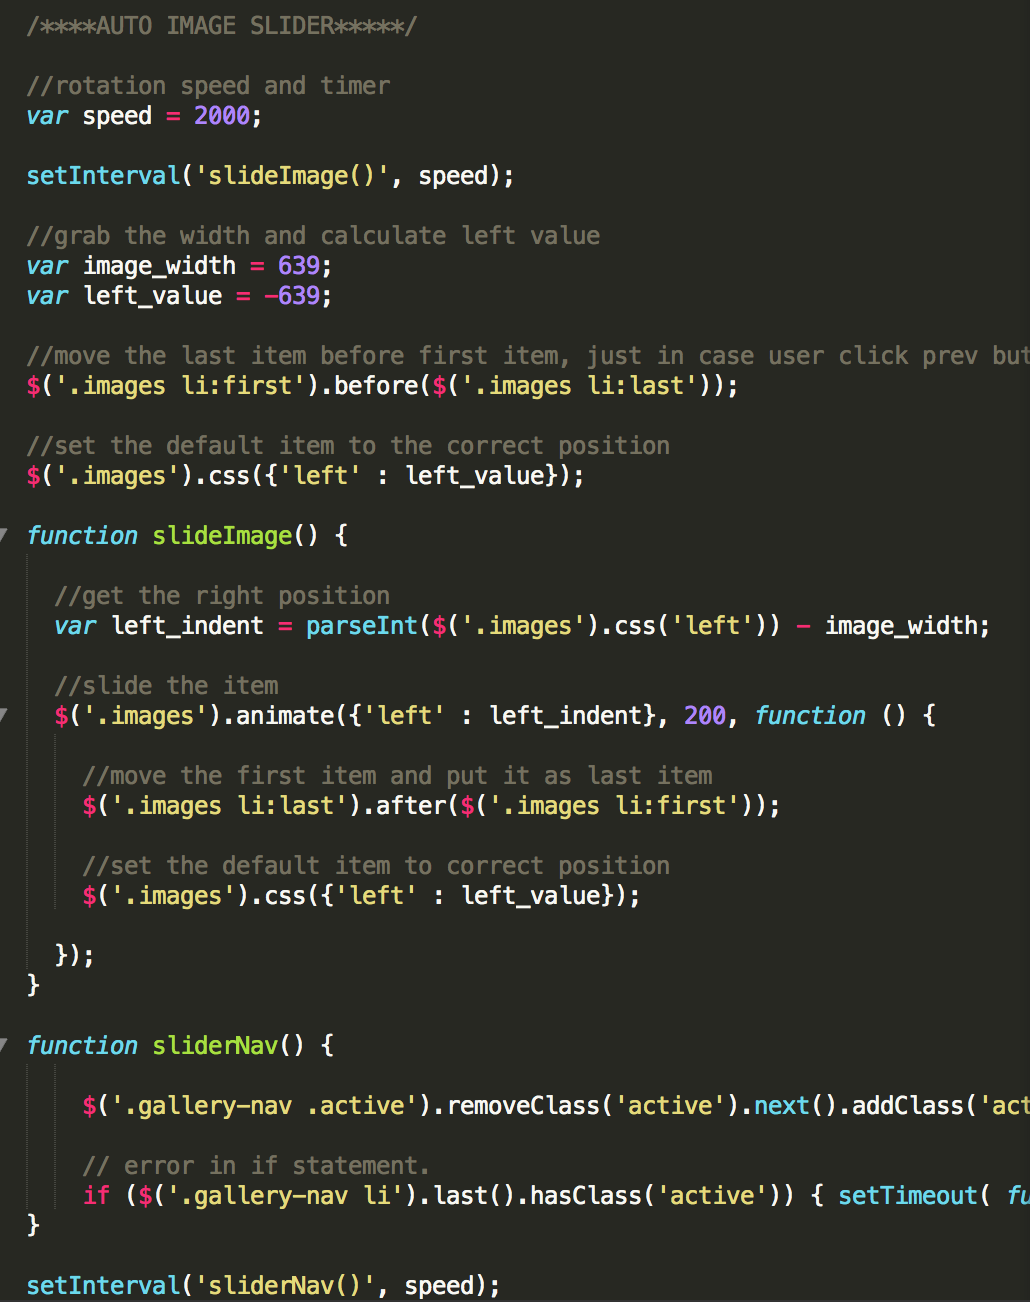 /****AUTO IMAGE SLIDER*****/
//rotation speed and timer
var speed = 2000;
setInterval('slideImage()', speed);
//grab the width and calculate left value
var image_width = 639;
var left_value = -639;
//move the last item before first item, just in case user click prev but
$('.images li:first').before($('.images li:last'));
//set the default item to the correct position
$('.images').css({'left' : left_value});
function slideImage() {
//get the right position
var left_indent = parseInt($('.images').css('left')) - image_width;
//slide the item
$('.images').animate({'left' : left_indent}, 200, function () {
//move the first item and put it as last item
$('.images li:last').after($('.images li:first'));
//set the default item to correct position
$('.images').css({'left' : left_value});
});
}
function sliderNav() {
$('.gallery-nav .active').removeClass('active').next().addClass('act
// error in if statement.
if ($('.gallery-nav li').last().hasClass('active')) { setTimeout( fu
}
setInterval('sliderNav()', speed);